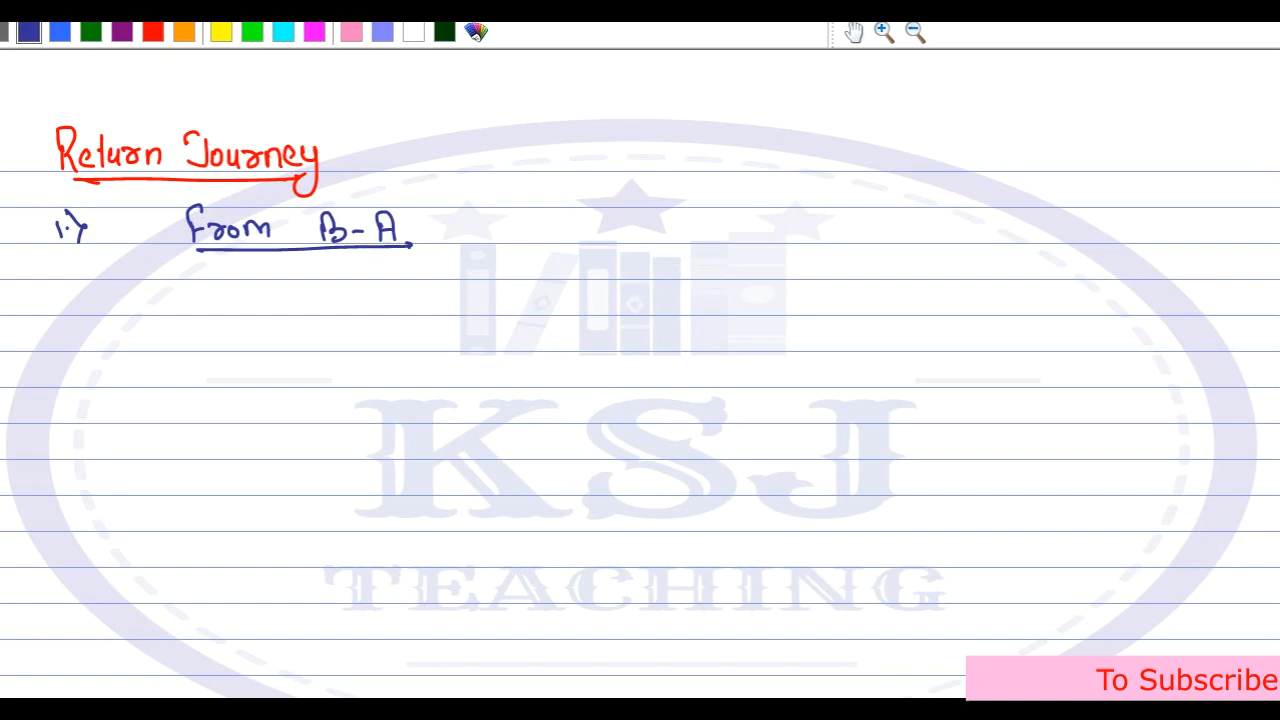 Return Journey
1.) From B-A
KSJ
TEACHING
To Subscribe